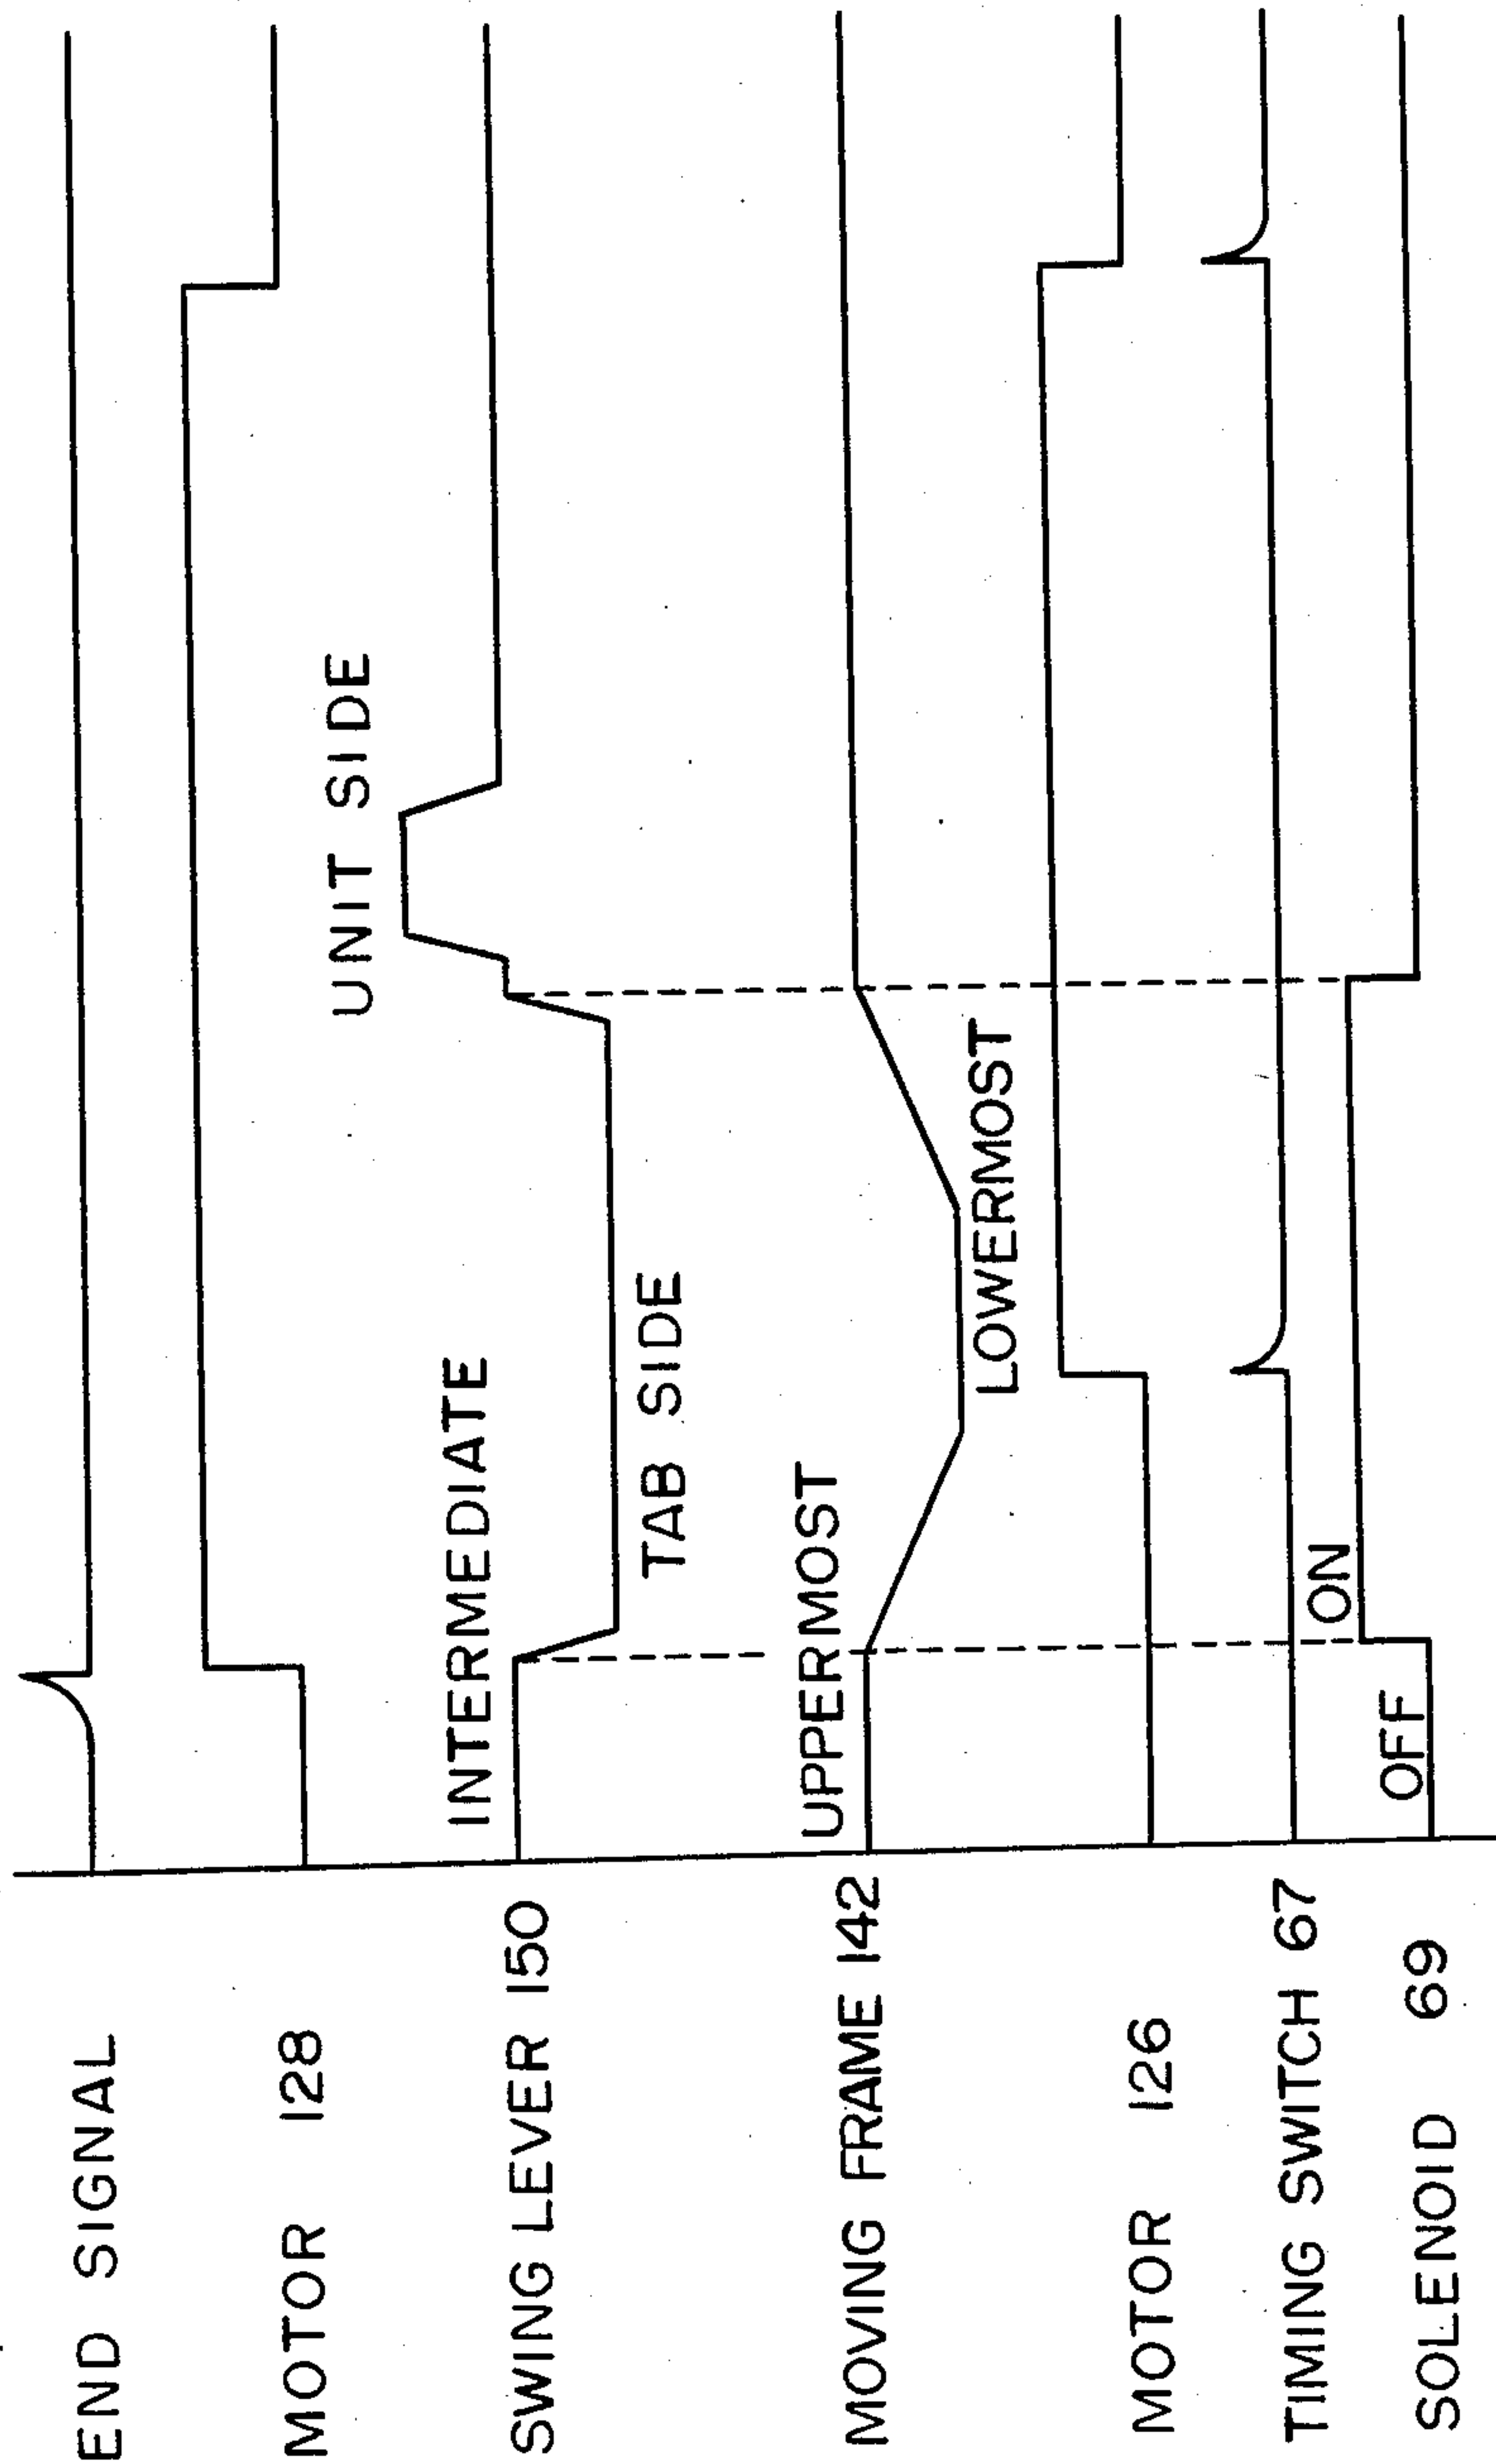 END SIGNAL
MOTOR 128
UNIT SIDE
INTERMEDIATE
SWING LEVER 150
TAB SIDE
UPPERMOST
MOVING FRAME 142
LOWERMOST
MOTOR 126
TIMING SWITCH 67
ON
OFF
SOLENOID 69